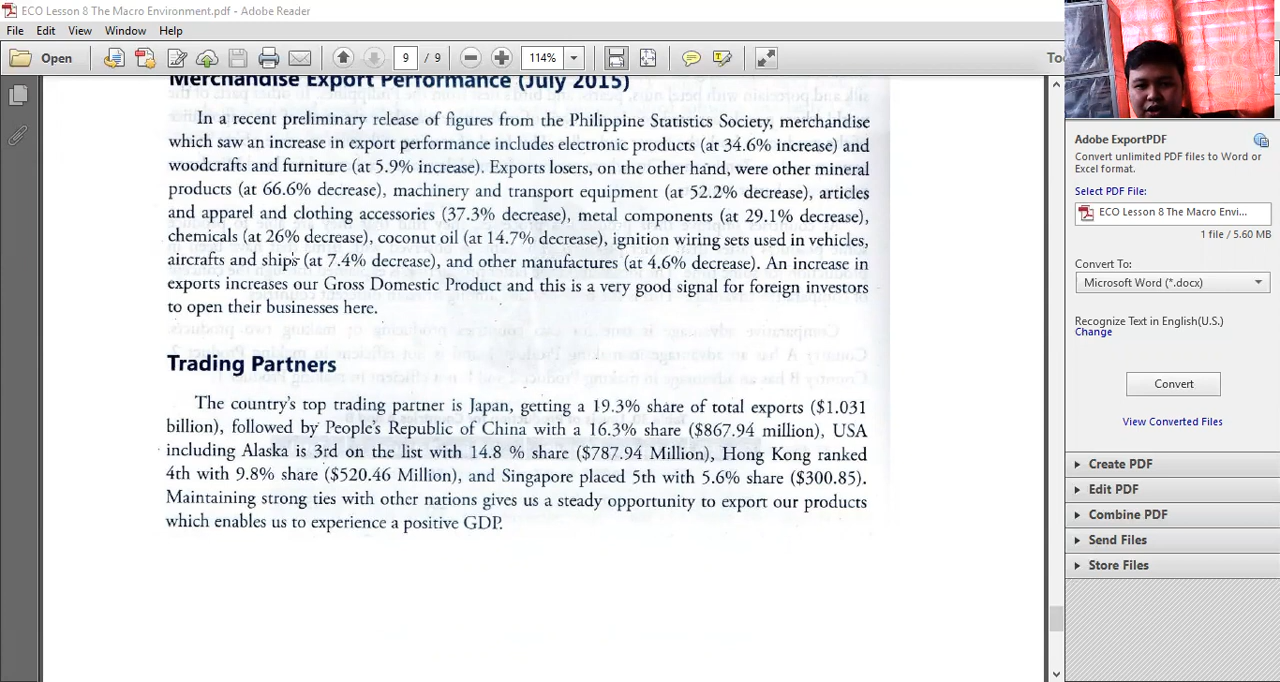 ECO Lesson 8 The Macro Environment.pdf - Adobe Reader
File Edit View Window Help
Open 9 / 9 114%
Merchandise Export Performance (July 2015)
In a recent preliminary release of figures from the Philippine Statistics Society, merchandise
which saw an increase in export performance includes electronic products (at 34.6% increase) and
woodcrafts and furniture (at 5.9% increase). Exports losers, on the other hand, were other mineral
products (at 66.6% decrease), machinery and transport equipment (at 52.2% decrease), articles
and apparel and clothing accessories (37.3% decrease), metal components (at 29.1% decrease),
chemicals (at 26% decrease), coconut oil (at 14.7% decrease), ignition wiring sets used in vehicles,
aircrafts and ships (at 7.4% decrease), and other manufactures (at 4.6% decrease). An increase in
exports increases our Gross Domestic Product and this is a very good signal for foreign investors
to open their businesses here.
Trading Partners
The country's top trading partner is Japan, getting a 19.3% share of total exports ($1.031
billion), followed by People's Republic of China with a 16.3% share ($867.94 million), USA
including Alaska is 3rd on the list with 14.8 % share ($787.94 Million), Hong Kong ranked
4th with 9.8% share ($520.46 Million), and Singapore placed 5th with 5.6% share ($300.85).
Maintaining strong ties with other nations gives us a steady opportunity to export our products
which enables us to experience a positive GDP.
Adobe ExportPDF
Convert unlimited PDF files to Word or
Excel format.
Select PDF File:
ECO Lesson 8 The Macro Envi...
1 file / 5.60 MB
Convert To:
Microsoft Word (*.docx)
Recognize Text in English(U.S.)
Change
Convert
View Converted Files
Create PDF
Edit PDF
Combine PDF
Send Files
Store Files